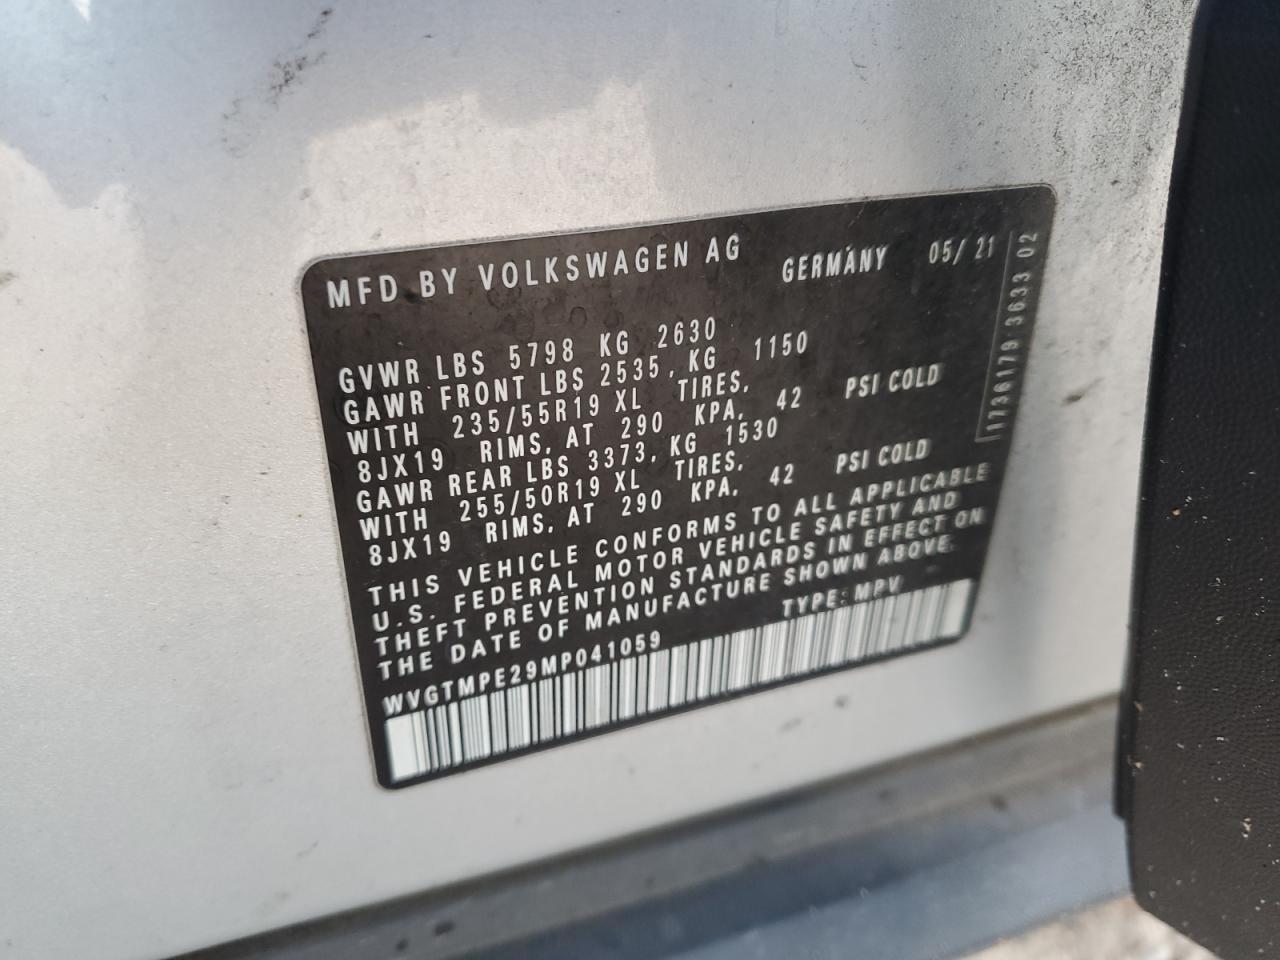 MFD BY VOLKSWAGEN AG GERMANY 05/21
GVWR LBS 5798 KG 2630
GAWR FRONT LBS 2535, KG 1150
WITH 235/55R19 XL TIRES,
8JX19 RIMS, AT 290 KPA, 42 PSI COLD
GAWR REAR LBS 3373, KG 1530
WITH 255/50R19 XL TIRES,
8JX19 RIMS, AT 290 KPA, 42 PSI COLD
THIS VEHICLE CONFORMS TO ALL APPLICABLE
U.S. FEDERAL MOTOR VEHICLE SAFETY AND
THEFT PREVENTION STANDARDS IN EFFECT ON
THE DATE OF MANUFACTURE SHOWN ABOVE.
WVGTMPE29MP041059 TYPE: MPV
1736179 3633 02